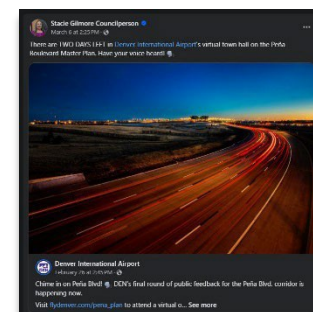 Stacie Gilmore Councilperson
March 6 at 2:25 PM
There are TWO DAYS LEFT in Denver International Airport's virtual town hall on the Peña
Boulevard Master Plan. Have your voice heard!
Denver International Airport
February 26 at 2:45 PM
Chime in on Peña Blvd! DEN's final round of public feedback for the Peña Blvd. corridor is
happening now.
Visit flydenver.com/pena_plan to attend a virtual o... See more